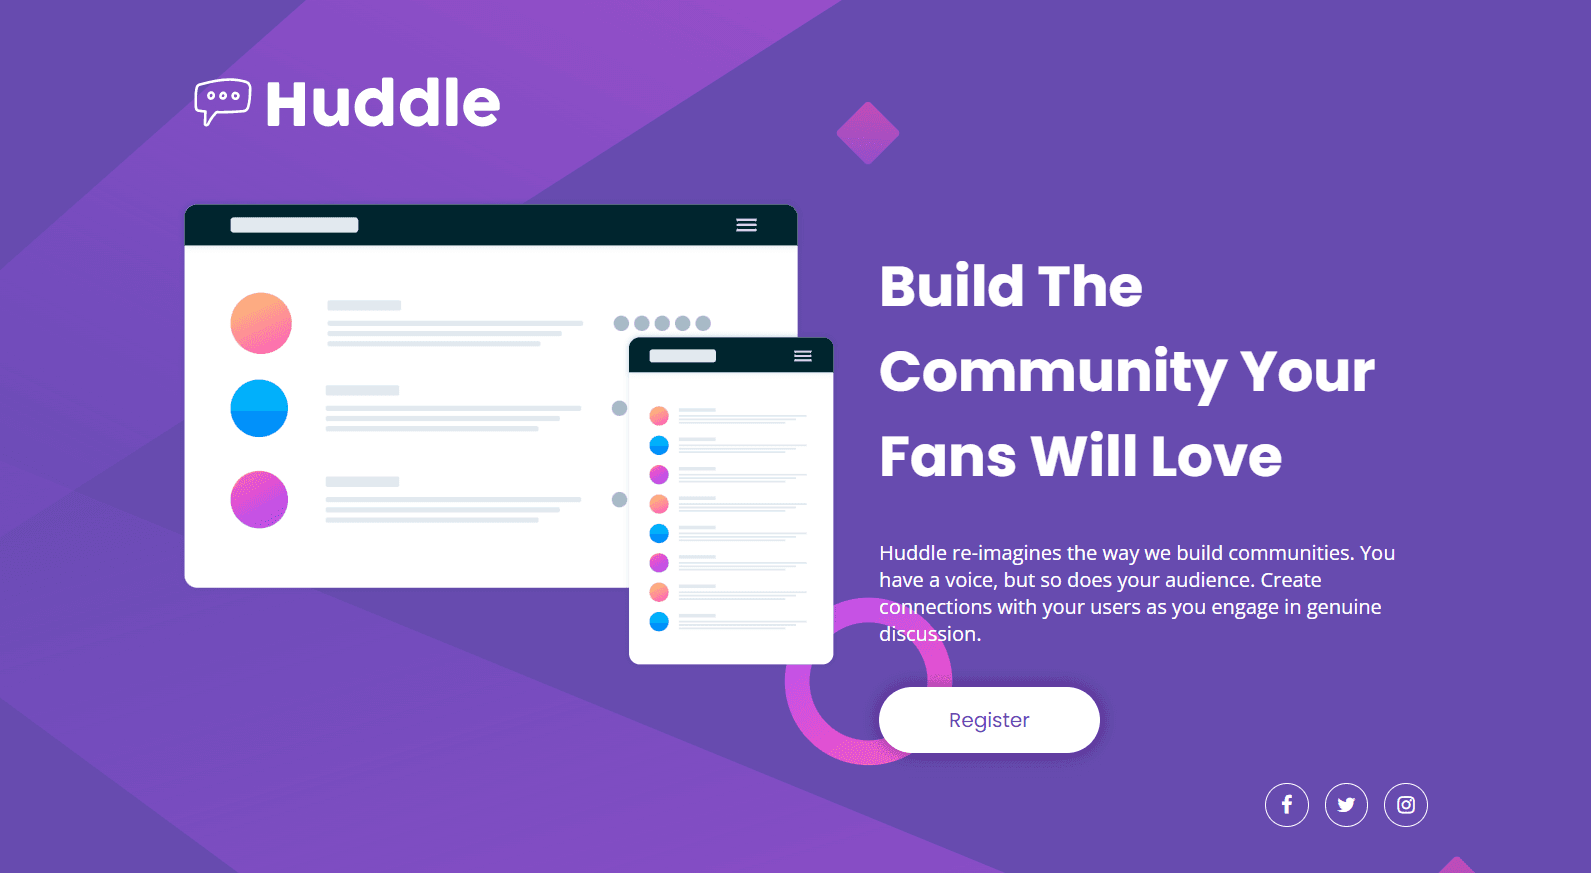 Huddle
Build The
Community Your
Fans Will Love
Huddle re-imagines the way we build communities. You
have a voice, but so does your audience. Create
connections with your users as you engage in genuine
discussion.
Register